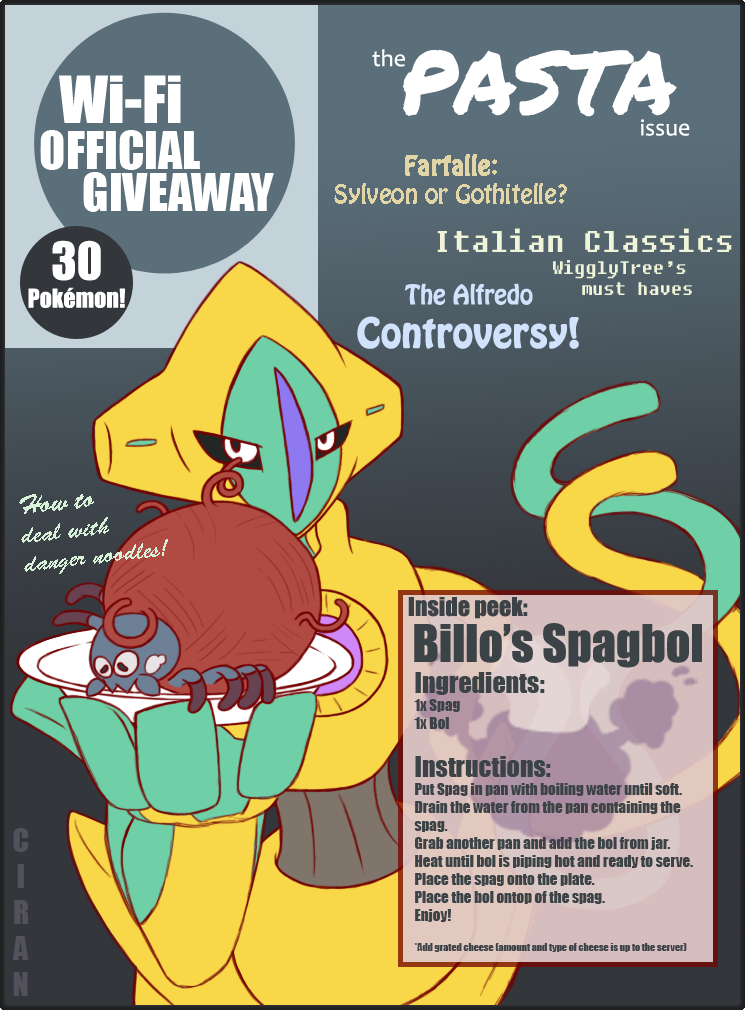 Wi-Fi
OFFICIAL
GIVEAWAY
30
Pokémon!
the
PASTA
issue
Farfalle:
Sylveon or Gothitelle?
Italian Classics
WigglyTree's
must haves
The Alfredo
Controversy!
How to
deal with
danger noodles!
Inside peek:
Billo's Spagbol
Ingredients:
1x Spag
1x Bol
Instructions:
Put Spag in pan with boiling water until soft.
Drain the water from the pan containing the
spag.
Grab another pan and add the bol from jar.
Heat until bol is piping hot and ready to serve.
Place the spag onto the plate.
Place the bol ontop of the spag.
Enjoy!
*Add grated cheese (amount and type of cheese is up to the server)
CIRAN